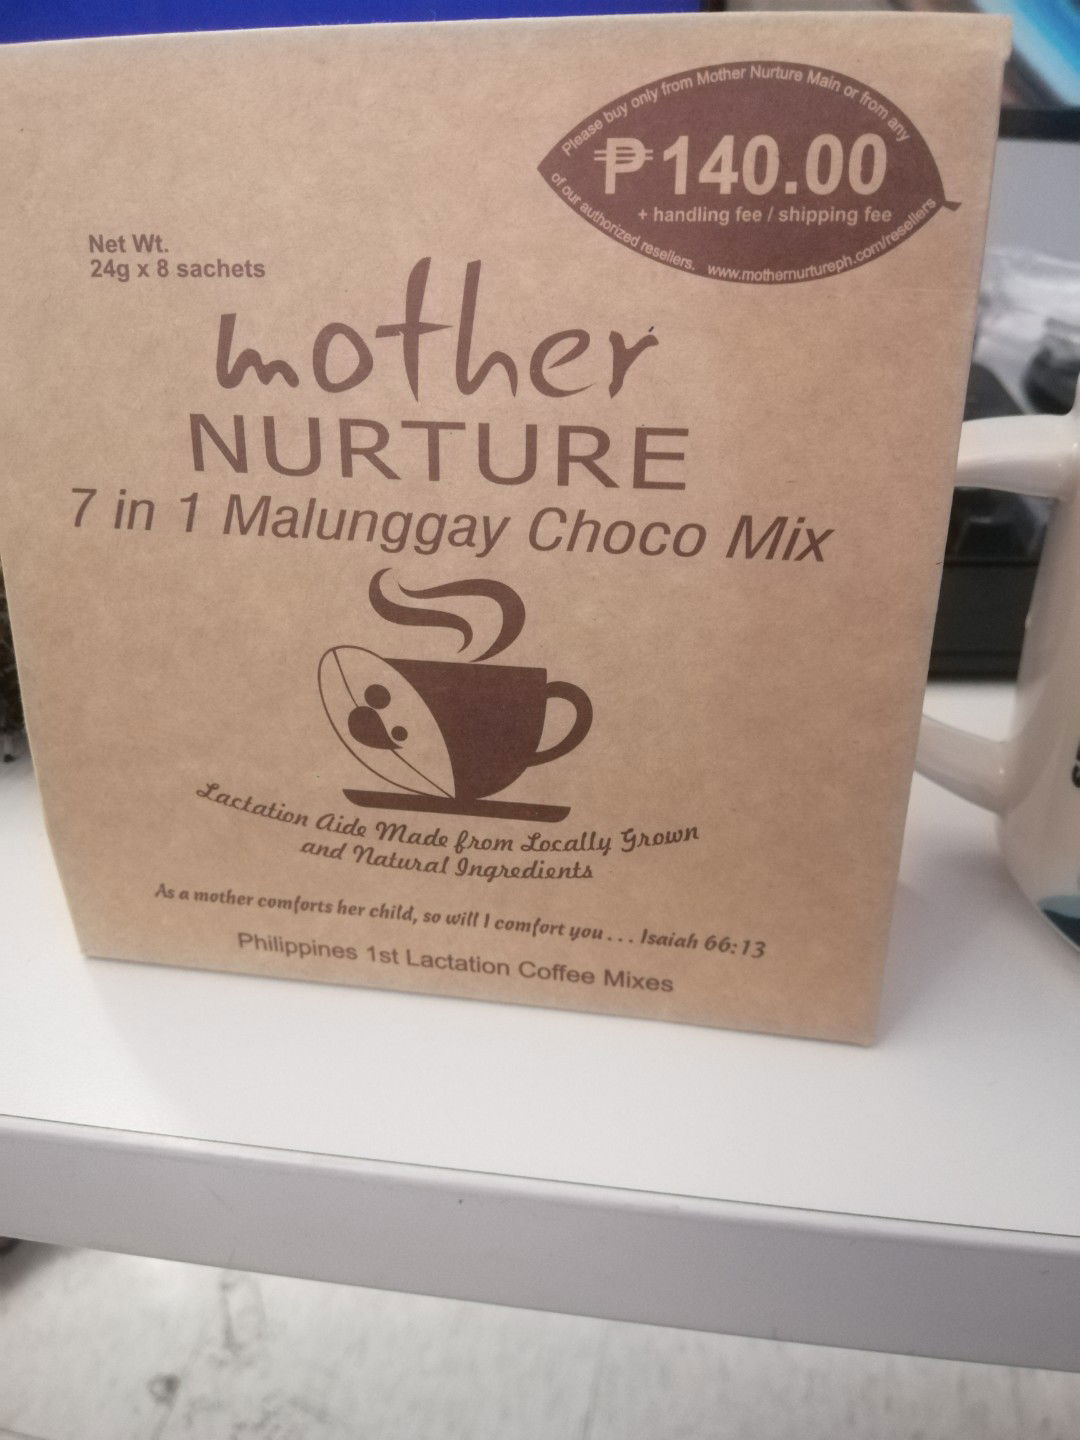 Please buy only from Mother Nurture Main or from any
₱140.00
+ handling fee / shipping fee
of our authorized resellers. www.mothernurtureph.com/resellers
Net Wt.
24g x 8 sachets
mother
NURTURE
7 in 1 Malunggay Choco Mix
Lactation Aide Made from Locally Grown
and Natural Ingredients
As a mother comforts her child, so will I comfort you... Isaiah 66:13
Philippines 1st Lactation Coffee Mixes